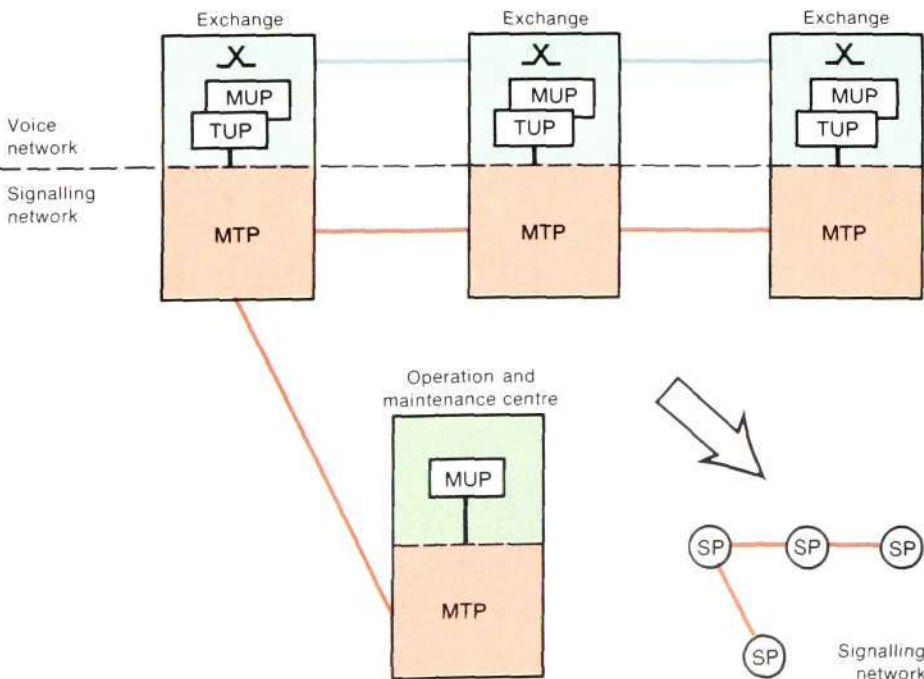 Exchange
Exchange
Exchange
MUP
TUP
MUP
TUP
MUP
TUP
Voice
network
Signalling
network
MTP
MTP
MTP
Operation and
maintenance centre
MUP
MTP
SP
SP
SP
SP
Signalling
network